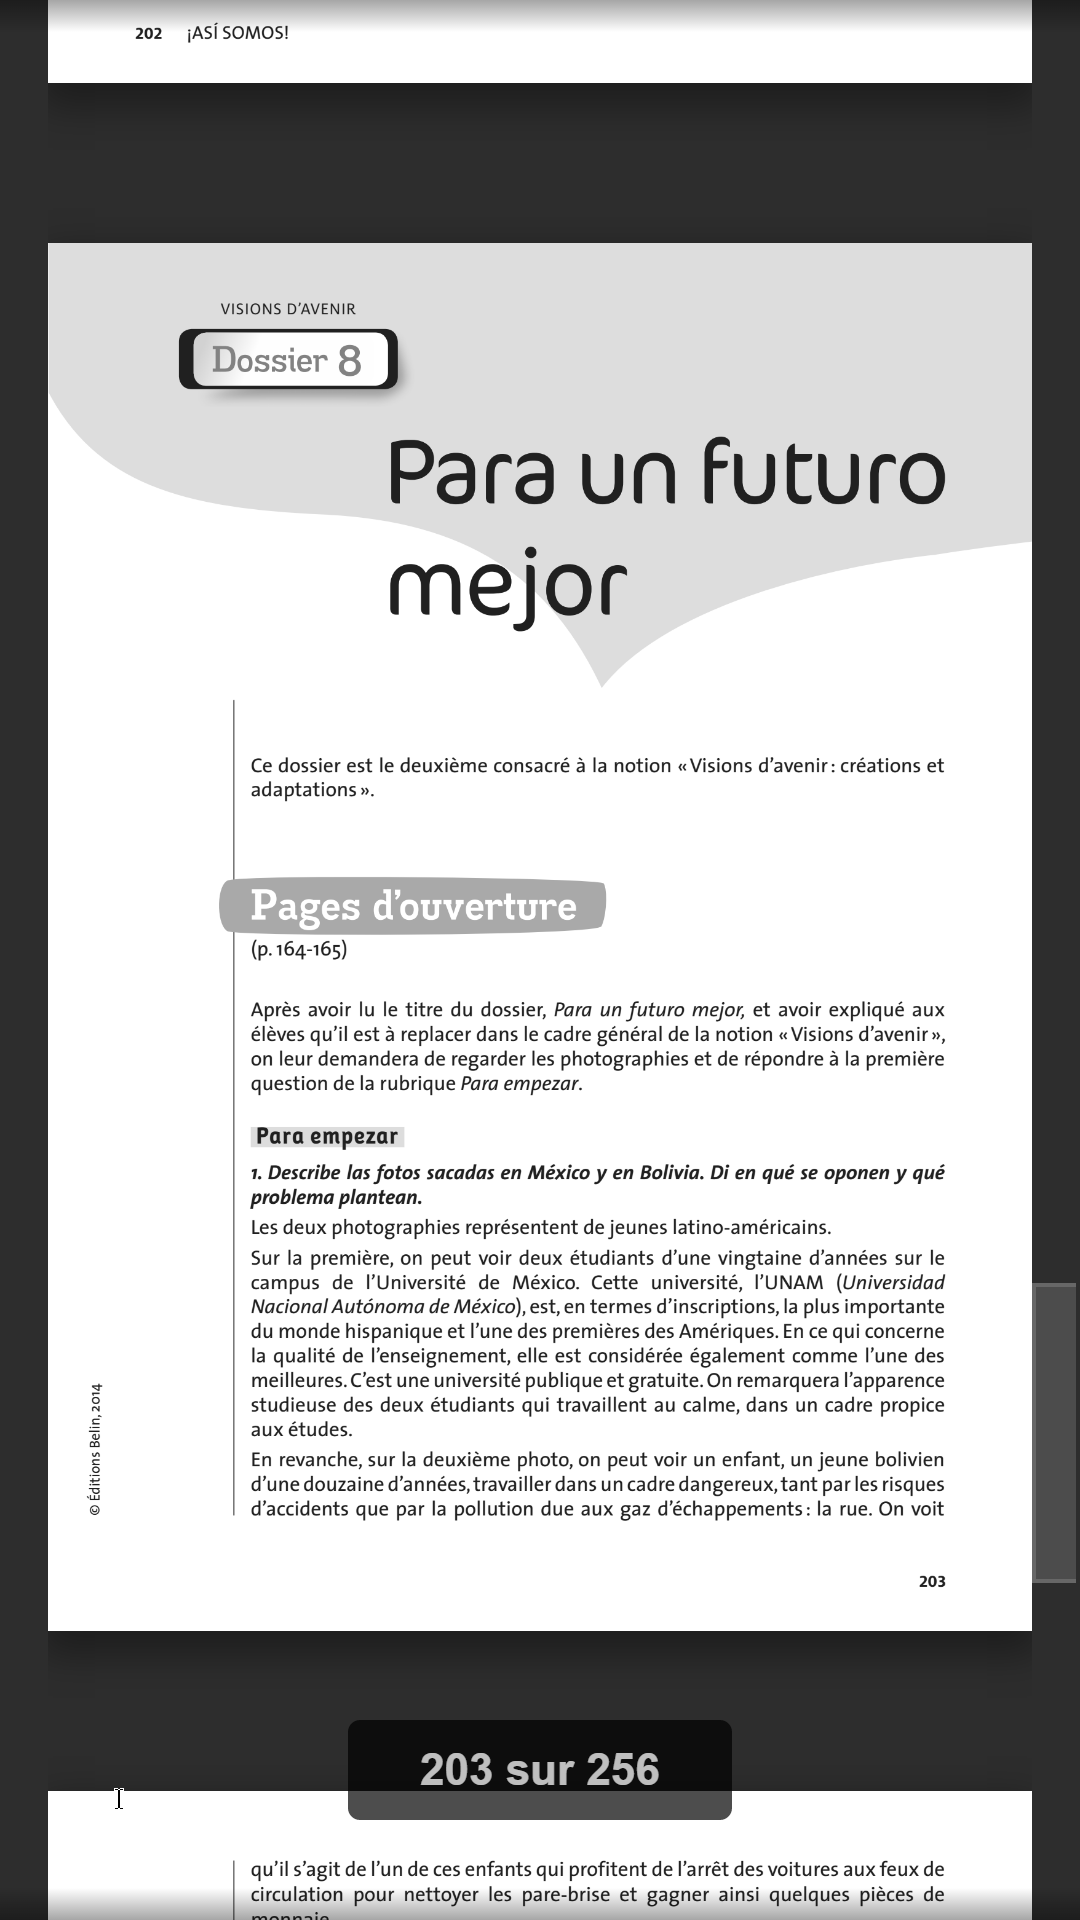 202 ¡ASÍ SOMOS!
VISIONS D’AVENIR
Dossier 8
Para un futuro
mejor
Ce dossier est le deuxième consacré à la notion « Visions d’avenir : créations et
adaptations ».
Pages d’ouverture
(p. 164-165)
Après avoir lu le titre du dossier, Para un futuro mejor, et avoir expliqué aux
élèves qu’il est à replacer dans le cadre général de la notion « Visions d’avenir »,
on leur demandera de regarder les photographies et de répondre à la première
question de la rubrique Para empezar.
Para empezar
1. Describe las fotos sacadas en México y en Bolivia. Di en qué se oponen y qué
problema plantean.
Les deux photographies représentent de jeunes latino-américains.
Sur la première, on peut voir deux étudiants d’une vingtaine d’années sur le
campus de l’Université de México. Cette université, l’UNAM (Universidad
Nacional Autónoma de México), est, en termes d’inscriptions, la plus importante
du monde hispanique et l’une des premières des Amériques. En ce qui concerne
la qualité de l’enseignement, elle est considérée également comme l’une des
meilleures. C’est une université publique et gratuite. On remarquera l’apparence
studieuse des deux étudiants qui travaillent au calme, dans un cadre propice
aux études.
En revanche, sur la deuxième photo, on peut voir un enfant, un jeune bolivien
d’une douzaine d’années, travailler dans un cadre dangereux, tant par les risques
d’accidents que par la pollution due aux gaz d’échappements : la rue. On voit
© Éditions Belin, 2014
203
203 sur 256
qu’il s’agit de l’un de ces enfants qui profitent de l’arrêt des voitures aux feux de
circulation pour nettoyer les pare-brise et gagner ainsi quelques pièces de
monnaie